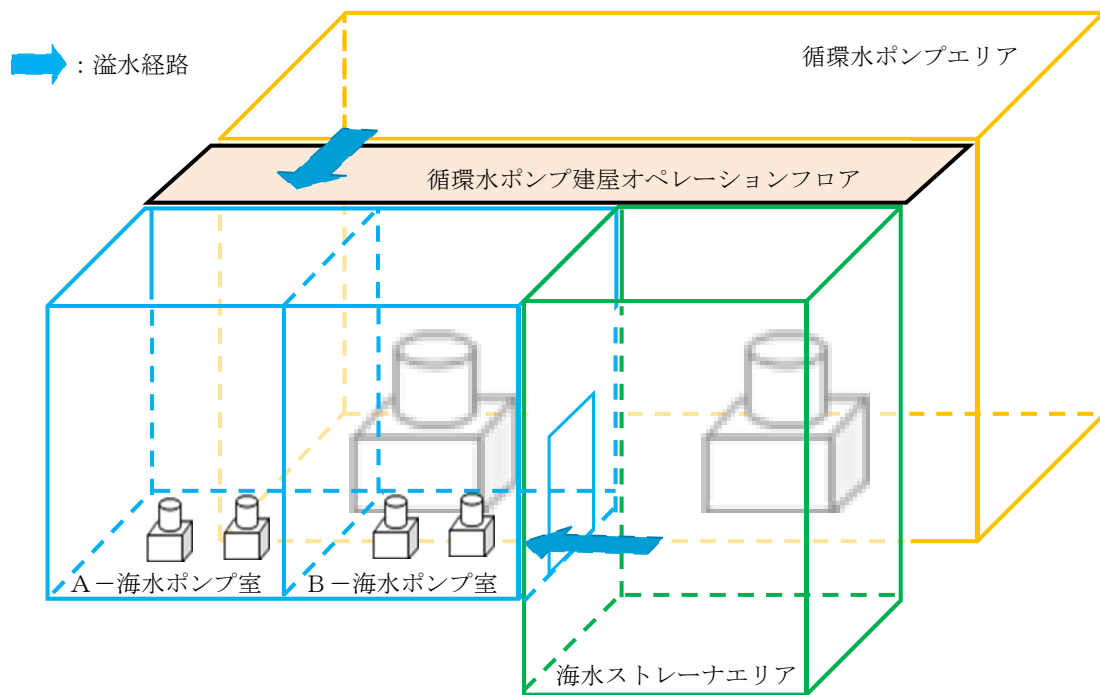 循環水ポンプエリア
：溢水経路
循環水ポンプ建屋オペレーションフロア
A－海水ポンプ室
B－海水ポンプ室
海水ストレーナエリア